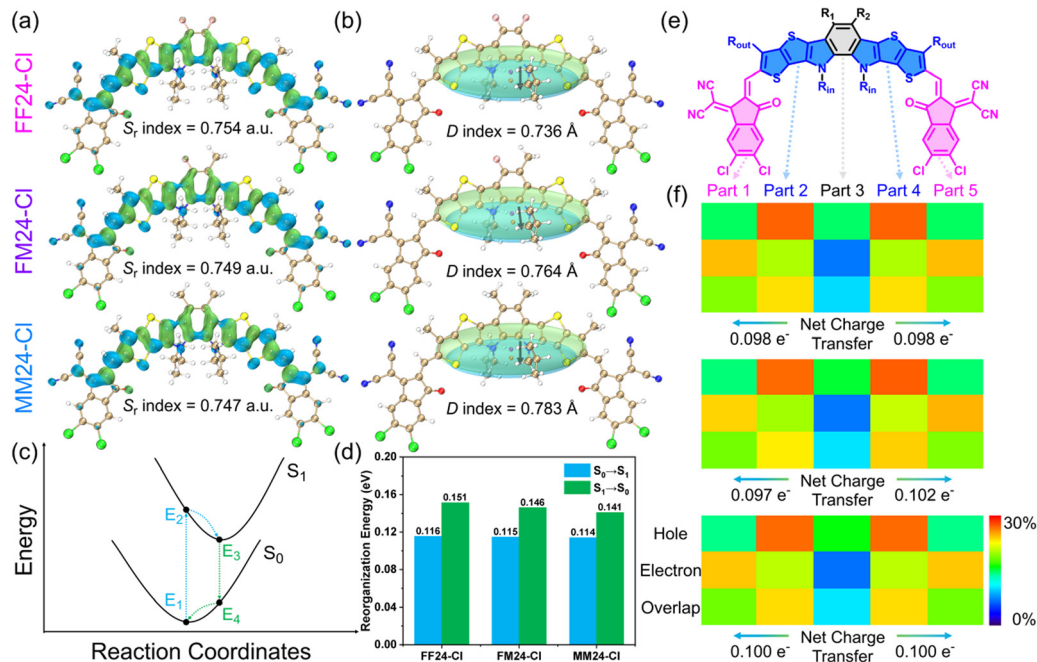 (a)
FF24-Cl
Sr index = 0.754 a.u.
FM24-Cl
Sr index = 0.749 a.u.
MM24-Cl
Sr index = 0.747 a.u.
(b)
D index = 0.736 Å
D index = 0.764 Å
D index = 0.783 Å
(c)
Energy
S1
S0
E2
E3
E1
E4
Reaction Coordinates
(d)
Reorganization Energy (eV)
0.20
0.16
0.12
0.08
0.04
0.00
S0→S1
S1→S0
0.116
0.151
0.115
0.146
0.114
0.141
FF24-Cl
FM24-Cl
MM24-Cl
(e)
R1
R2
Rout
S
S
S
S
Rout
N
N
Rin
Rin
NC
CN
O
O
CN
NC
Cl
Cl
Cl
Cl
Part 1
Part 2
Part 3
Part 4
Part 5
(f)
0.098 e-
Net Charge
Transfer
0.098 e-
0.097 e-
Net Charge
Transfer
0.102 e-
Hole
Electron
Overlap
30%
0%
0.100 e-
Net Charge
Transfer
0.100 e-